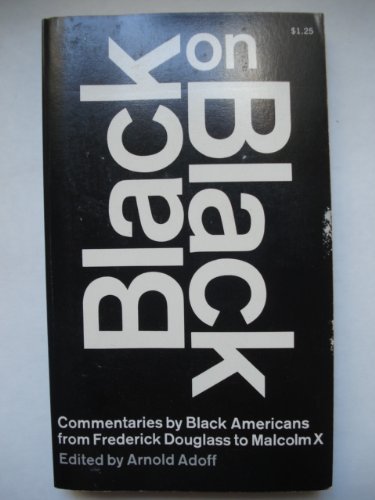 $1.25
Black
on
Black
Commentaries by Black Americans
from Frederick Douglass to Malcolm X
Edited by Arnold Adoff